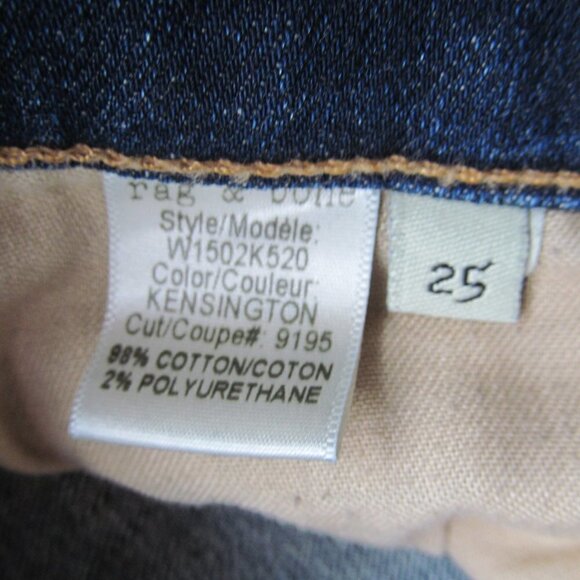 rag & bone
Style/Modèle:
W1502K520
Color/Couleur:
KENSINGTON
Cut/Coupe#: 9195
98% COTTON/COTON
2% POLYURETHANE
25